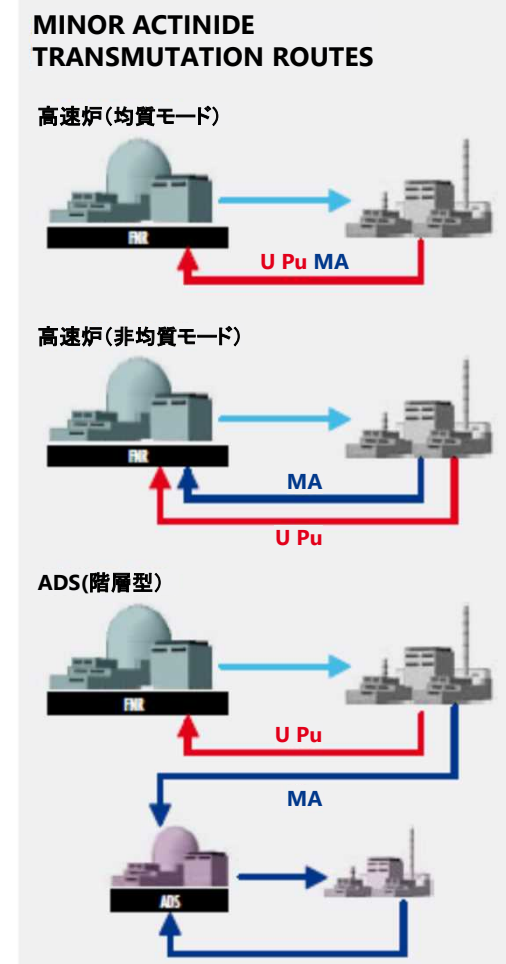 MINOR ACTINIDE
TRANSMUTATION ROUTES
高速炉（均質モード）
FNR
U Pu MA
高速炉（非均質モード）
FNR
MA
U Pu
ADS(階層型）
FNR
U Pu
MA
ADS